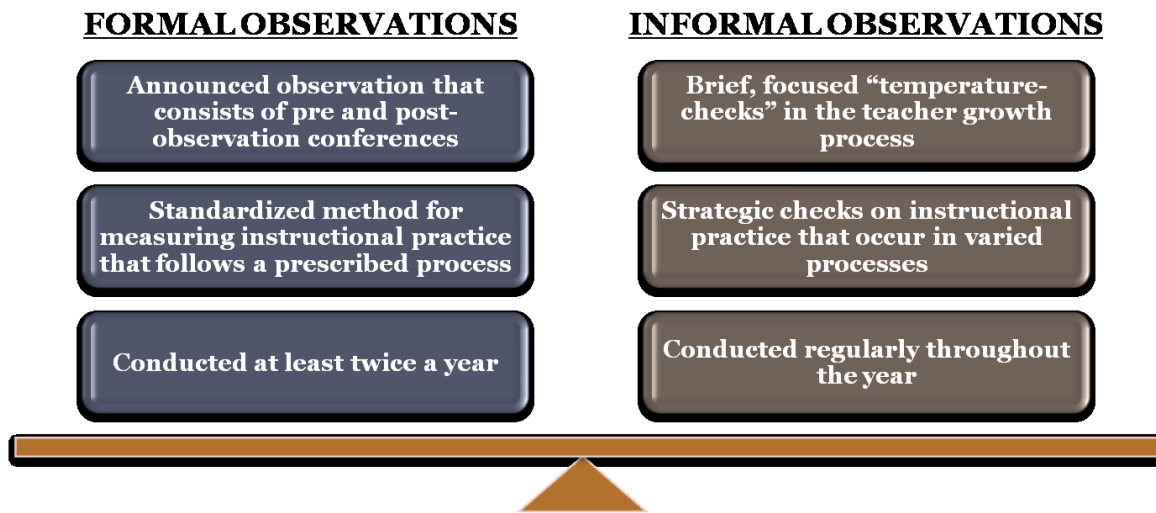 FORMAL OBSERVATIONS
Announced observation that
consists of pre and post-
observation conferences
Standardized method for
measuring instructional practice
that follows a prescribed process
Conducted at least twice a year
INFORMAL OBSERVATIONS
Brief, focused “temperature-
checks” in the teacher growth
process
Strategic checks on instructional
practice that occur in varied
processes
Conducted regularly throughout
the year